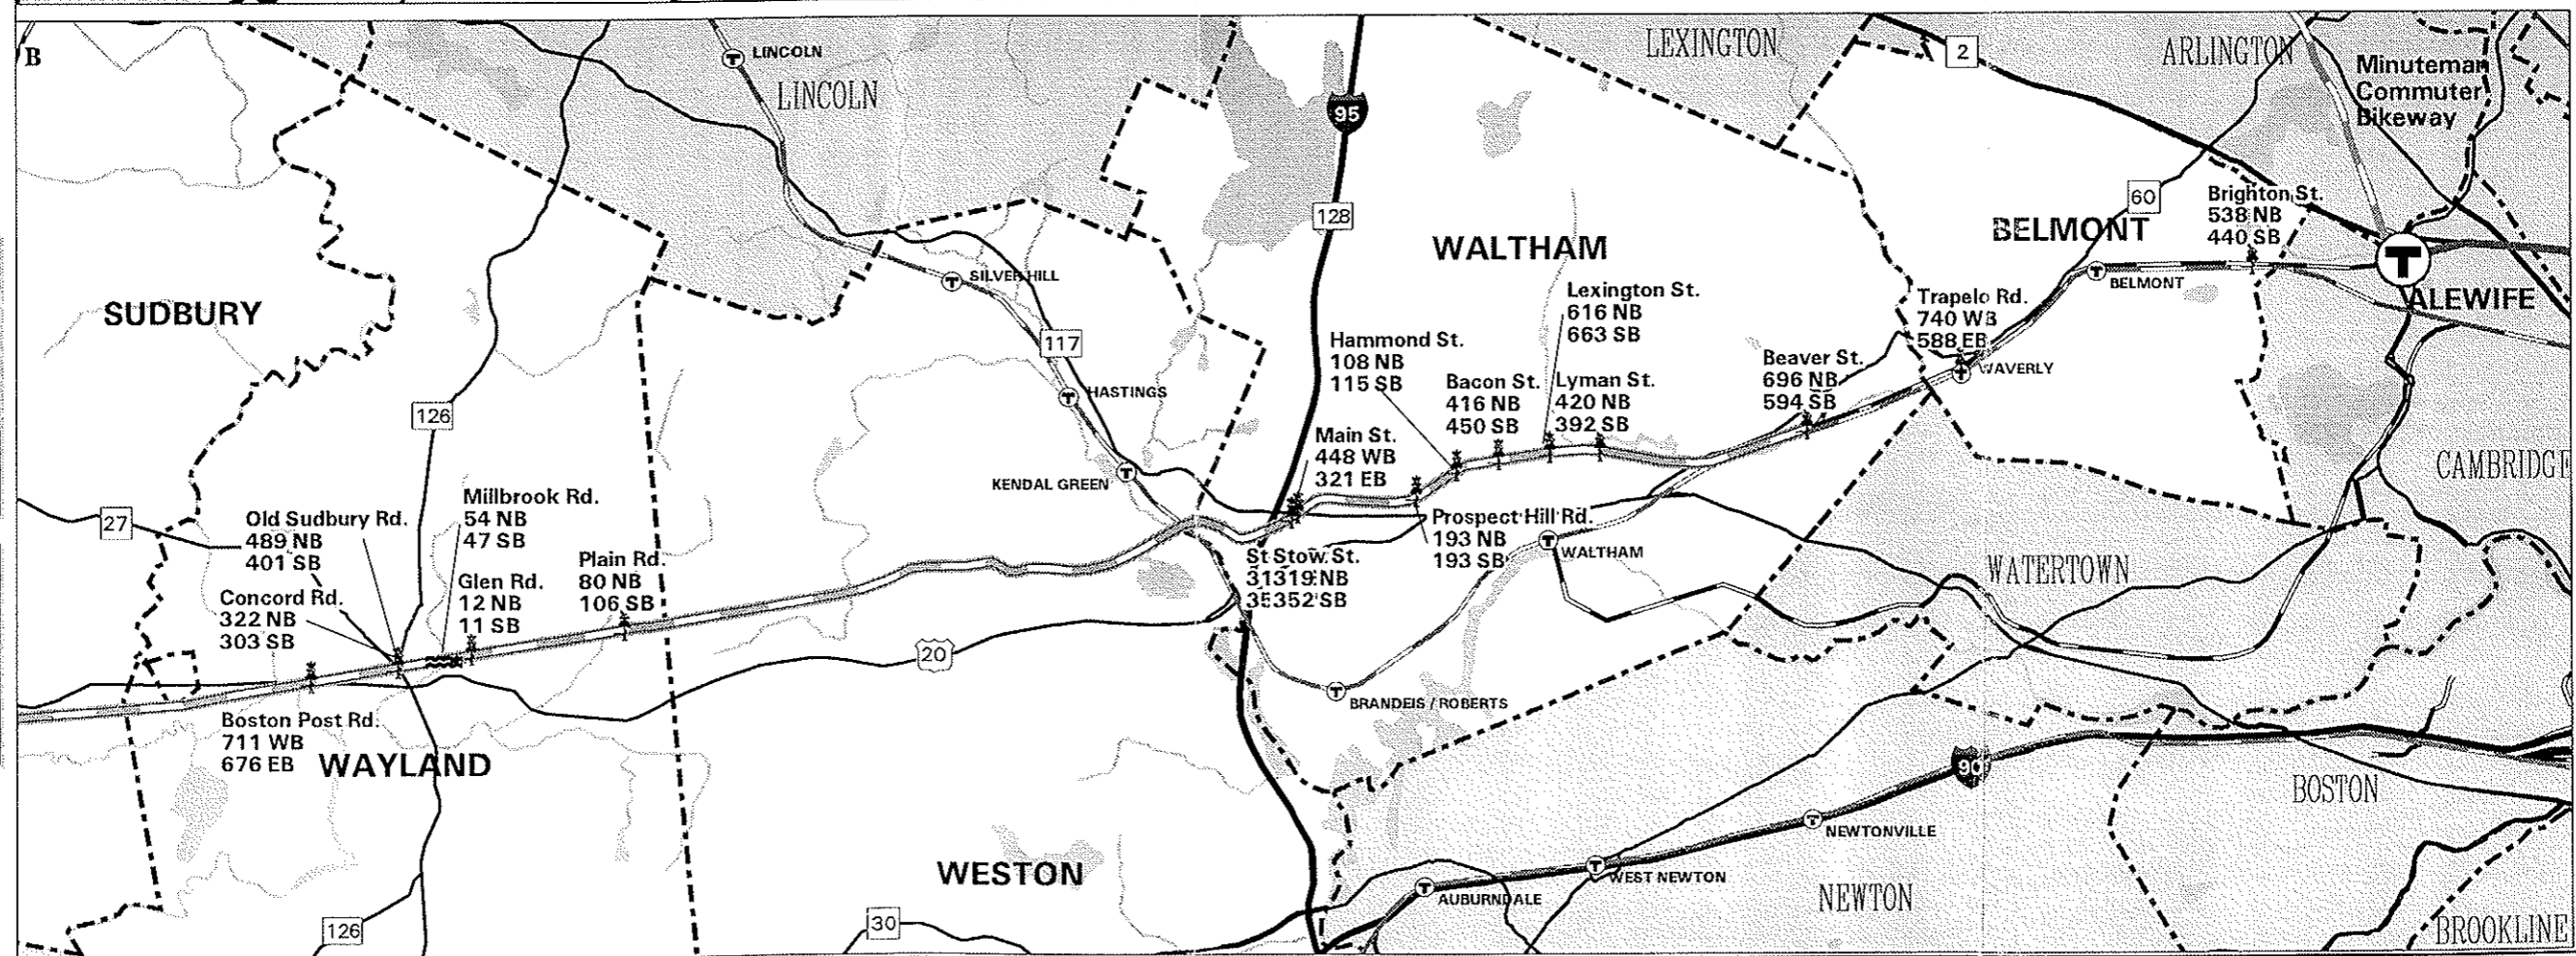 B
LINCOLN
LINCOLN
LEXINGTON
2
ARLINGTON
Minuteman
Commuter
Bikeway
95
128
60
Brighton St.
538 NB
440 SB
WALTHAM
BELMONT
BELMONT
T
ALEWIFE
SUDBURY
SILVER HILL
117
HASTINGS
KENDAL GREEN
126
Hammond St.
108 NB
115 SB
Lexington St.
616 NB
663 SB
Bacon St.
416 NB
450 SB
Lyman St.
420 NB
392 SB
Beaver St.
696 NB
594 SB
Trapelo Rd.
740 WB
588 EB
WAVERLY
Main St.
448 WB
321 EB
CAMBRIDGE
27
Old Sudbury Rd.
489 NB
401 SB
Millbrook Rd.
54 NB
47 SB
Concord Rd.
322 NB
303 SB
Glen Rd.
12 NB
11 SB
Plain Rd.
80 NB
106 SB
Stow St.
319 NB
352 SB
Prospect Hill Rd.
193 NB
193 SB
WALTHAM
WATERTOWN
20
BRANDEIS / ROBERTS
Boston Post Rd.
711 WB
676 EB
WAYLAND
90
BOSTON
NEWTONVILLE
WESTON
WEST NEWTON
AUBURNDALE
NEWTON
126
30
BROOKLINE